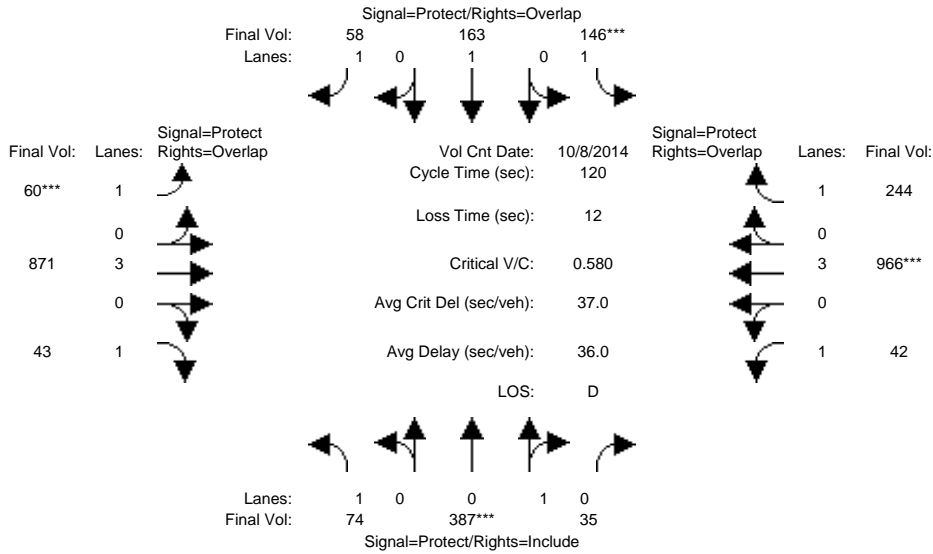 Signal=Protect/Rights=Overlap
Final Vol: 58 163 146***
Lanes: 1 0 1 0 1
Signal=Protect
Final Vol: Lanes: Rights=Overlap
Vol Cnt Date: 10/8/2014
Signal=Protect
Rights=Overlap Lanes: Final Vol:
Cycle Time (sec): 120
60*** 1
1 244
Loss Time (sec): 12
0
0
871 3
Critical V/C: 0.580
3 966***
0
Avg Crit Del (sec/veh): 37.0
0
43 1
Avg Delay (sec/veh): 36.0
1 42
LOS: D
Lanes: 1 0 0 1 0
Final Vol: 74 387*** 35
Signal=Protect/Rights=Include